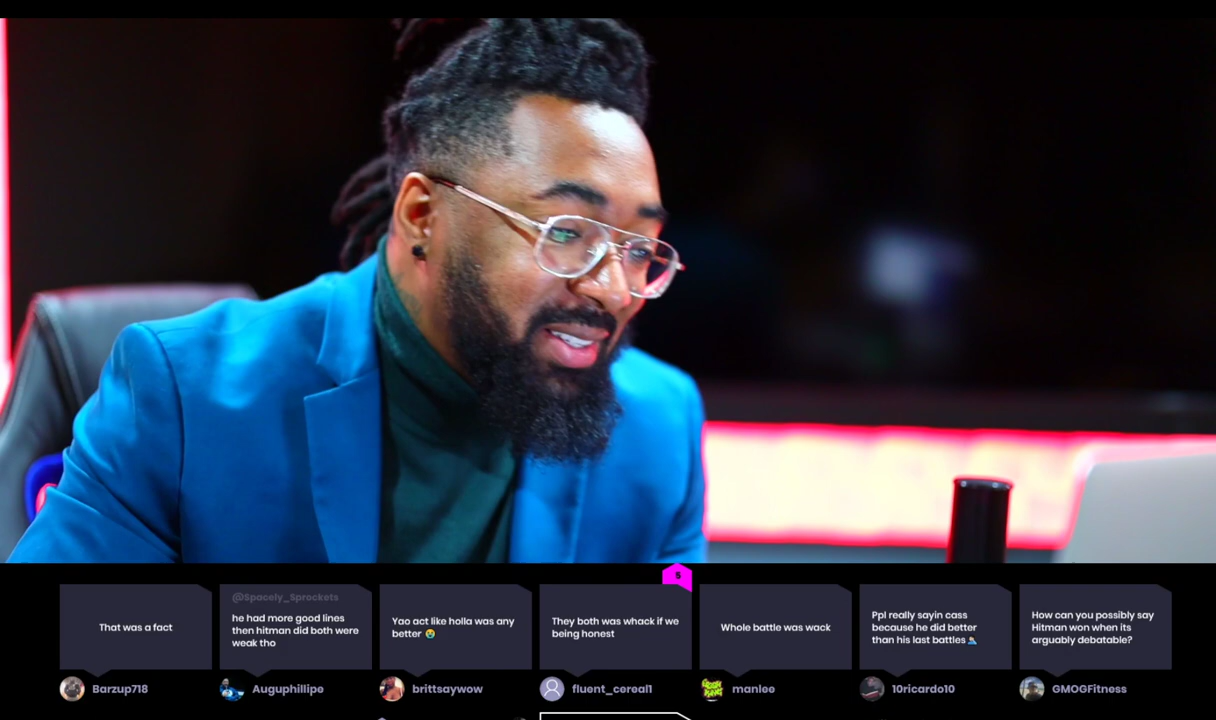 5
That was a fact
@Spacely_Sprockets
he had more good lines
then hitman did both were
weak tho
Yao act like holla was any
better 😭
They both was whack if we
being honest
Whole battle was wack
Ppl really sayin cass
because he did better
than his last battles
How can you possibly say
Hitman won when its
arguably debatable?
Barzup718
Auguphillipe
brittsaywow
fluent_cereal1
manlee
10ricardo10
GMOGFitness